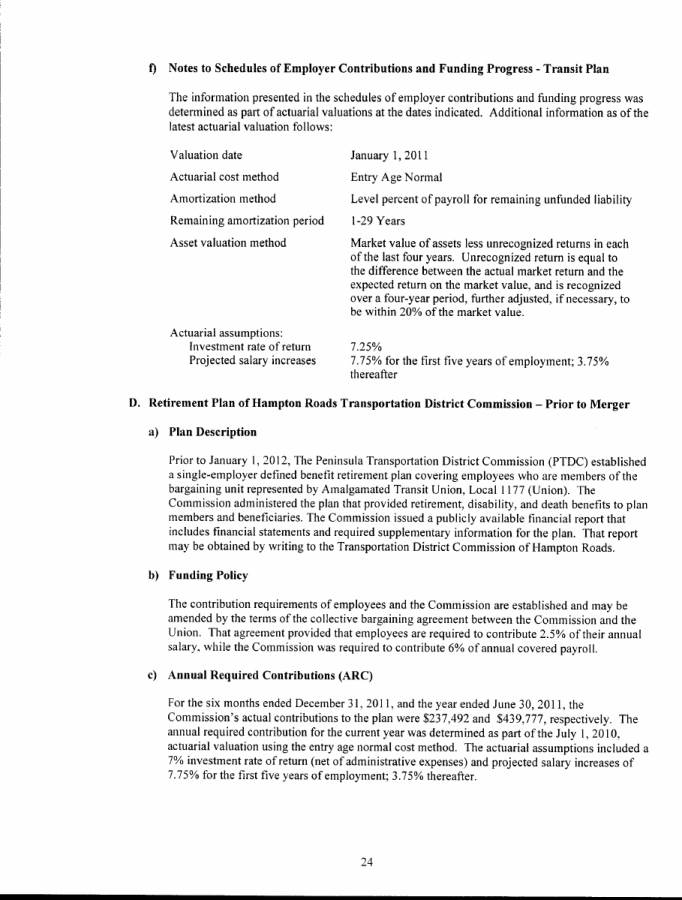 f) Notes to Schedules of Employer Contributions and Funding Progress - Transit Plan
The information presented in the schedules of employer contributions and funding progress was
determined as part of actuarial valuations at the dates indicated. Additional information as of the
latest actuarial valuation follows:
Valuation date January 1, 2011
Actuarial cost method Entry Age Normal
Amortization method Level percent of payroll for remaining unfunded liability
Remaining amortization period 1-29 Years
Asset valuation method Market value of assets less unrecognized returns in each
of the last four years. Unrecognized return is equal to
the difference between the actual market return and the
expected return on the market value, and is recognized
over a four-year period, further adjusted, if necessary, to
be within 20% of the market value.
Actuarial assumptions:
Investment rate of return 7.25%
Projected salary increases 7.75% for the first five years of employment; 3.75%
thereafter
D. Retirement Plan of Hampton Roads Transportation District Commission – Prior to Merger
a) Plan Description
Prior to January 1, 2012, The Peninsula Transportation District Commission (PTDC) established
a single-employer defined benefit retirement plan covering employees who are members of the
bargaining unit represented by Amalgamated Transit Union, Local 1177 (Union). The
Commission administered the plan that provided retirement, disability, and death benefits to plan
members and beneficiaries. The Commission issued a publicly available financial report that
includes financial statements and required supplementary information for the plan. That report
may be obtained by writing to the Transportation District Commission of Hampton Roads.
b) Funding Policy
The contribution requirements of employees and the Commission are established and may be
amended by the terms of the collective bargaining agreement between the Commission and the
Union. That agreement provided that employees are required to contribute 2.5% of their annual
salary, while the Commission was required to contribute 6% of annual covered payroll.
c) Annual Required Contributions (ARC)
For the six months ended December 31, 2011, and the year ended June 30, 2011, the
Commission's actual contributions to the plan were $237,492 and $439,777, respectively. The
annual required contribution for the current year was determined as part of the July 1, 2010,
actuarial valuation using the entry age normal cost method. The actuarial assumptions included a
7% investment rate of return (net of administrative expenses) and projected salary increases of
7.75% for the first five years of employment; 3.75% thereafter.
24